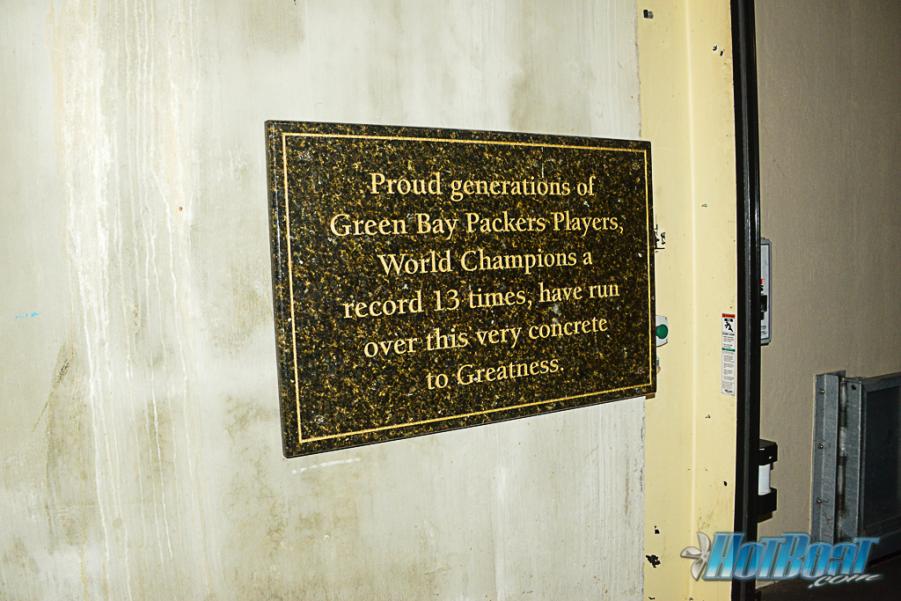 Proud generations of
Green Bay Packers Players,
World Champions a
record 13 times, have run
over this very concrete
to Greatness.
HotBoat
.com